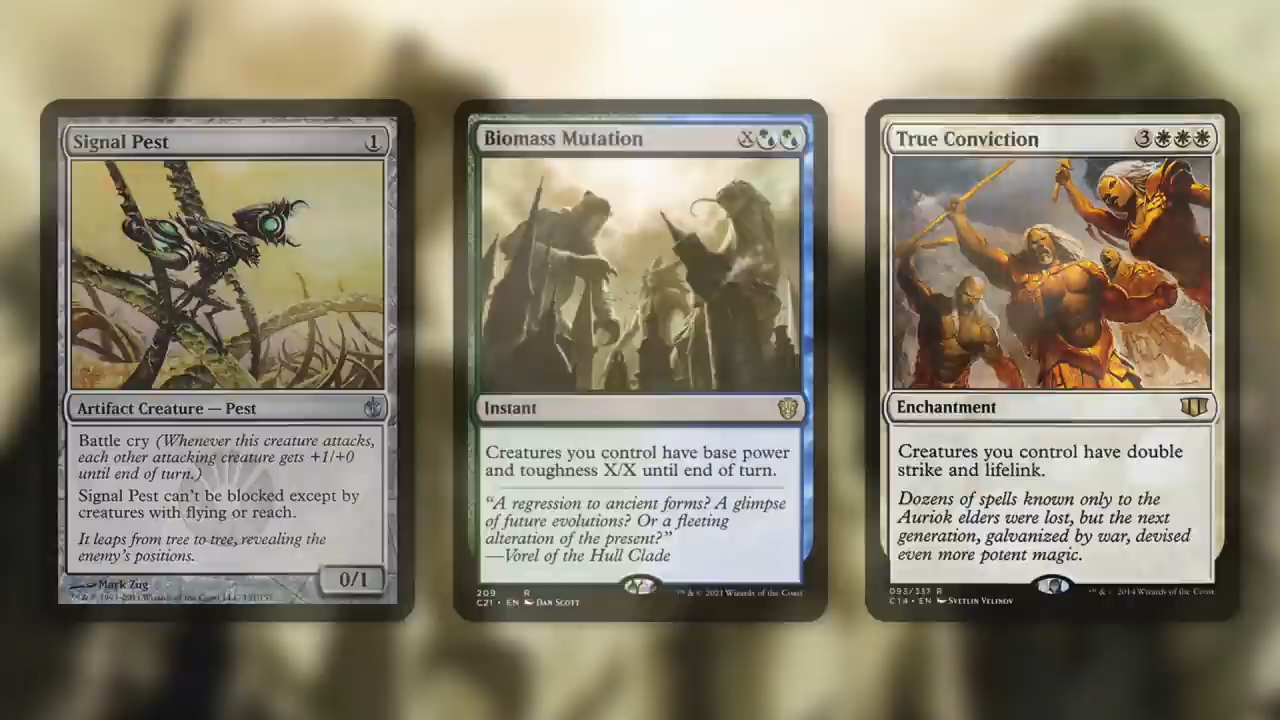 Signal Pest
1
Artifact Creature — Pest
Battle cry (Whenever this creature attacks,
each other attacking creature gets +1/+0
until end of turn.)
Signal Pest can't be blocked except by
creatures with flying or reach.
It leaps from tree to tree, revealing the
enemy's positions.
0/1
Mark Zug
Biomass Mutation
X
Instant
Creatures you control have base power
and toughness X/X until end of turn.
"A regression to ancient forms? A glimpse
of future evolutions? Or a fleeting
alteration of the present?"
—Vorel of the Hull Clade
209 R
C21 • EN DAN SCOTT
™ & © 2021 Wizards of the Coast
True Conviction
3
Enchantment
Creatures you control have double
strike and lifelink.
Dozens of spells known only to the
Auriok elders were lost, but the next
generation, galvanized by war, devised
even more potent magic.
093/337 R
C14 • EN SVETLIN VELINOV
™ & © 2014 Wizards of the Coast